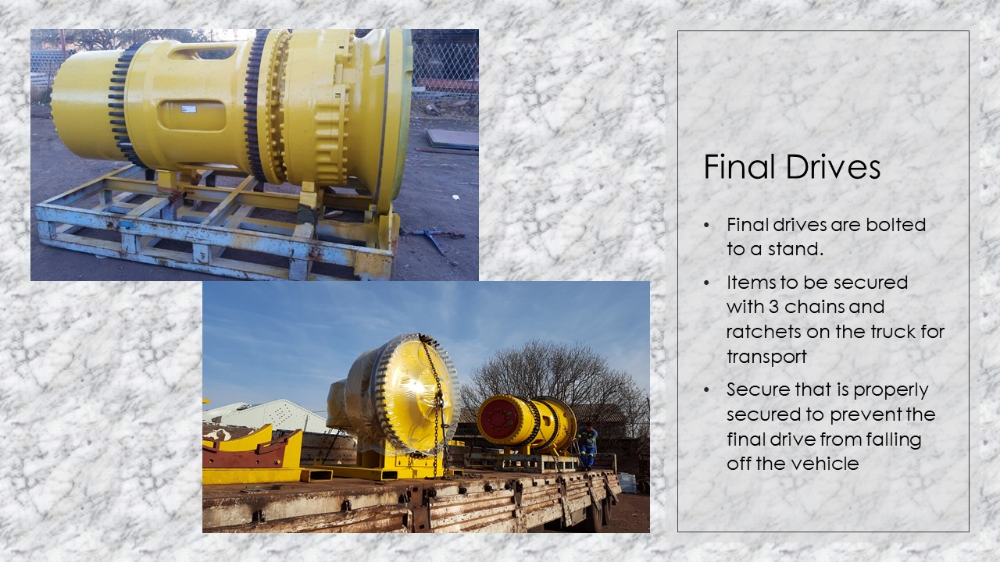 Final Drives
• Final drives are bolted
to a stand.
• Items to be secured
with 3 chains and
ratchets on the truck for
transport
• Secure that is properly
secured to prevent the
final drive from falling
off the vehicle